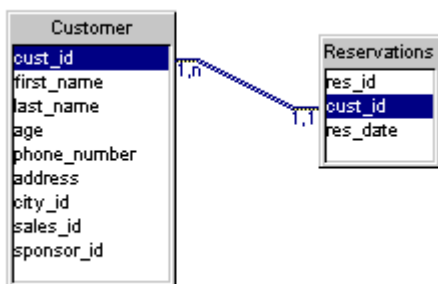 Customer
cust_id
first_name
last_name
age
phone_number
address
city_id
sales_id
sponsor_id
1,n
1,1
Reservations
res_id
cust_id
res_date